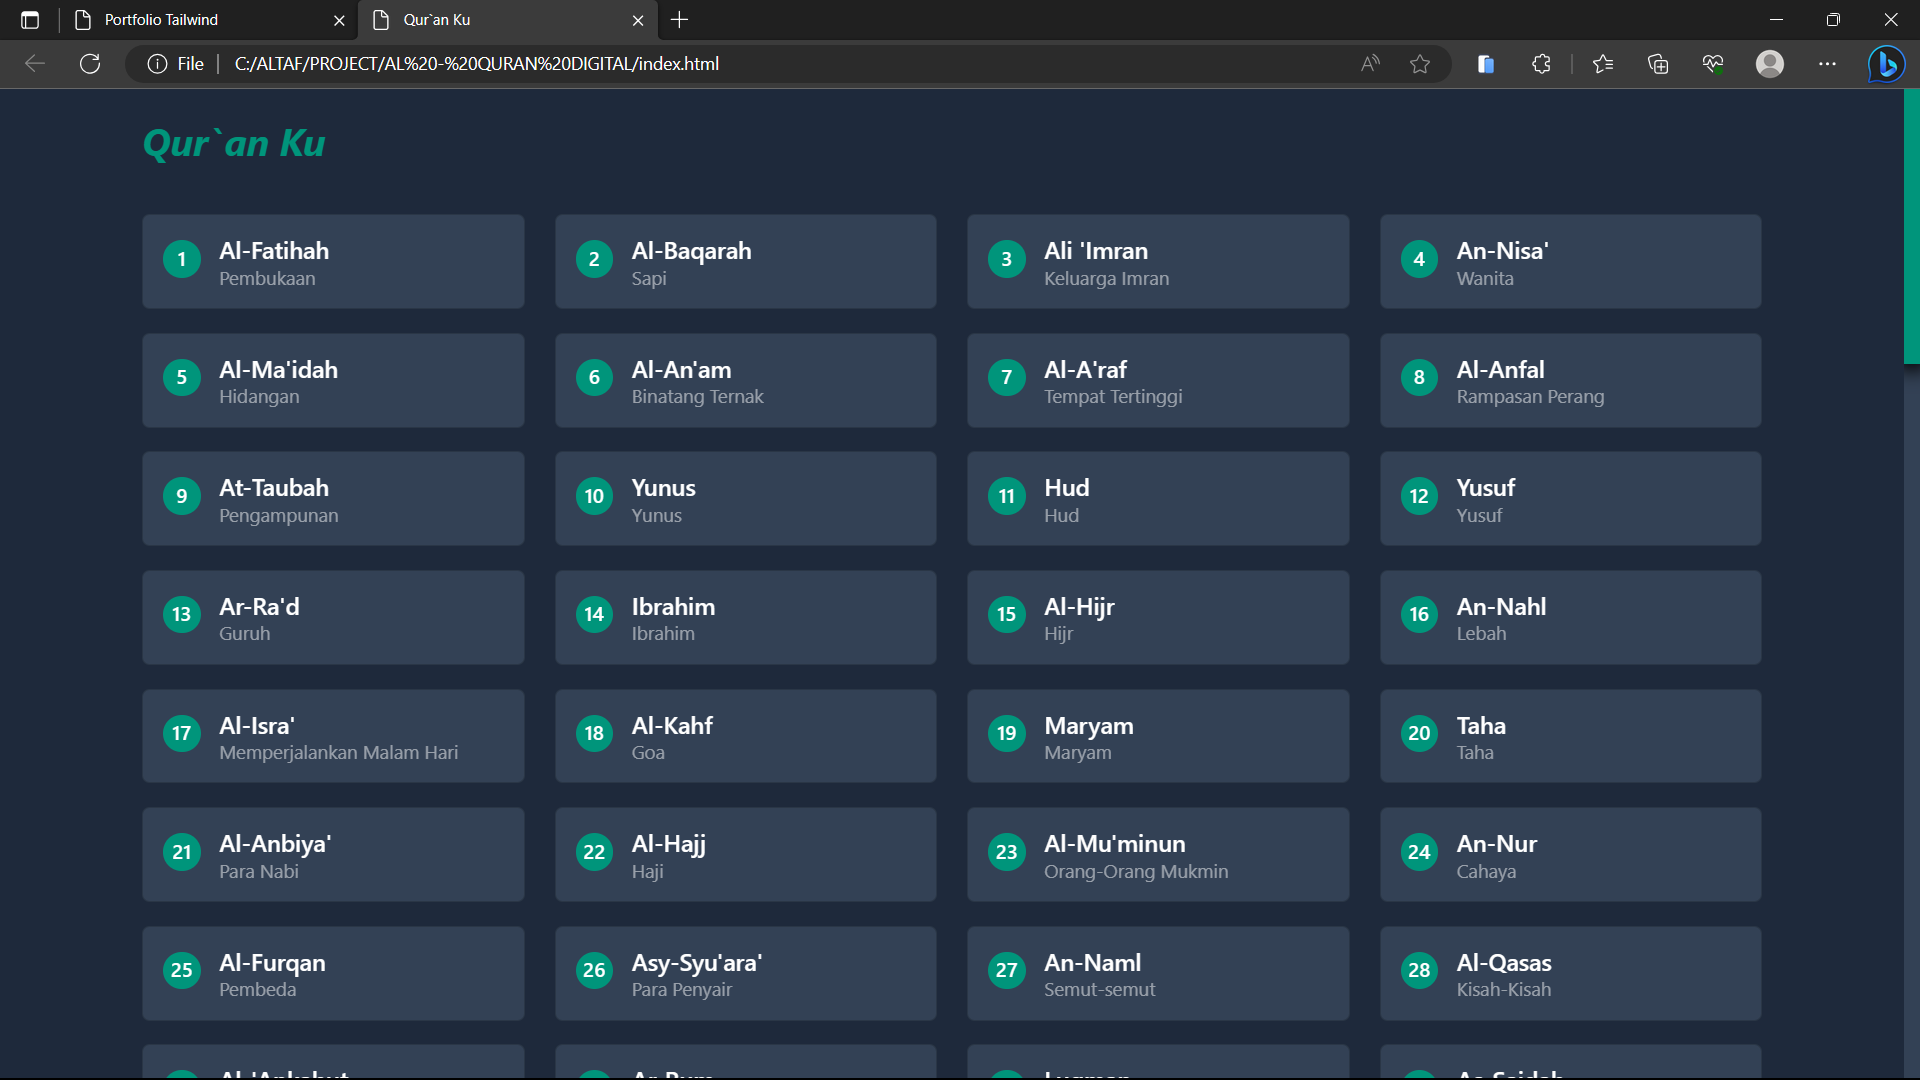 Portfolio Tailwind
Qur`an Ku
File
C:/ALTAF/PROJECT/AL%20-%20QURAN%20DIGITAL/index.html
Qur`an Ku
1 Al-Fatihah
Pembukaan
2 Al-Baqarah
Sapi
3 Ali 'Imran
Keluarga Imran
4 An-Nisa'
Wanita
5 Al-Ma'idah
Hidangan
6 Al-An'am
Binatang Ternak
7 Al-A'raf
Tempat Tertinggi
8 Al-Anfal
Rampasan Perang
9 At-Taubah
Pengampunan
10 Yunus
Yunus
11 Hud
Hud
12 Yusuf
Yusuf
13 Ar-Ra'd
Guruh
14 Ibrahim
Ibrahim
15 Al-Hijr
Hijr
16 An-Nahl
Lebah
17 Al-Isra'
Memperjalankan Malam Hari
18 Al-Kahf
Goa
19 Maryam
Maryam
20 Taha
Taha
21 Al-Anbiya'
Para Nabi
22 Al-Hajj
Haji
23 Al-Mu'minun
Orang-Orang Mukmin
24 An-Nur
Cahaya
25 Al-Furqan
Pembeda
26 Asy-Syu'ara'
Para Penyair
27 An-Naml
Semut-semut
28 Al-Qasas
Kisah-Kisah